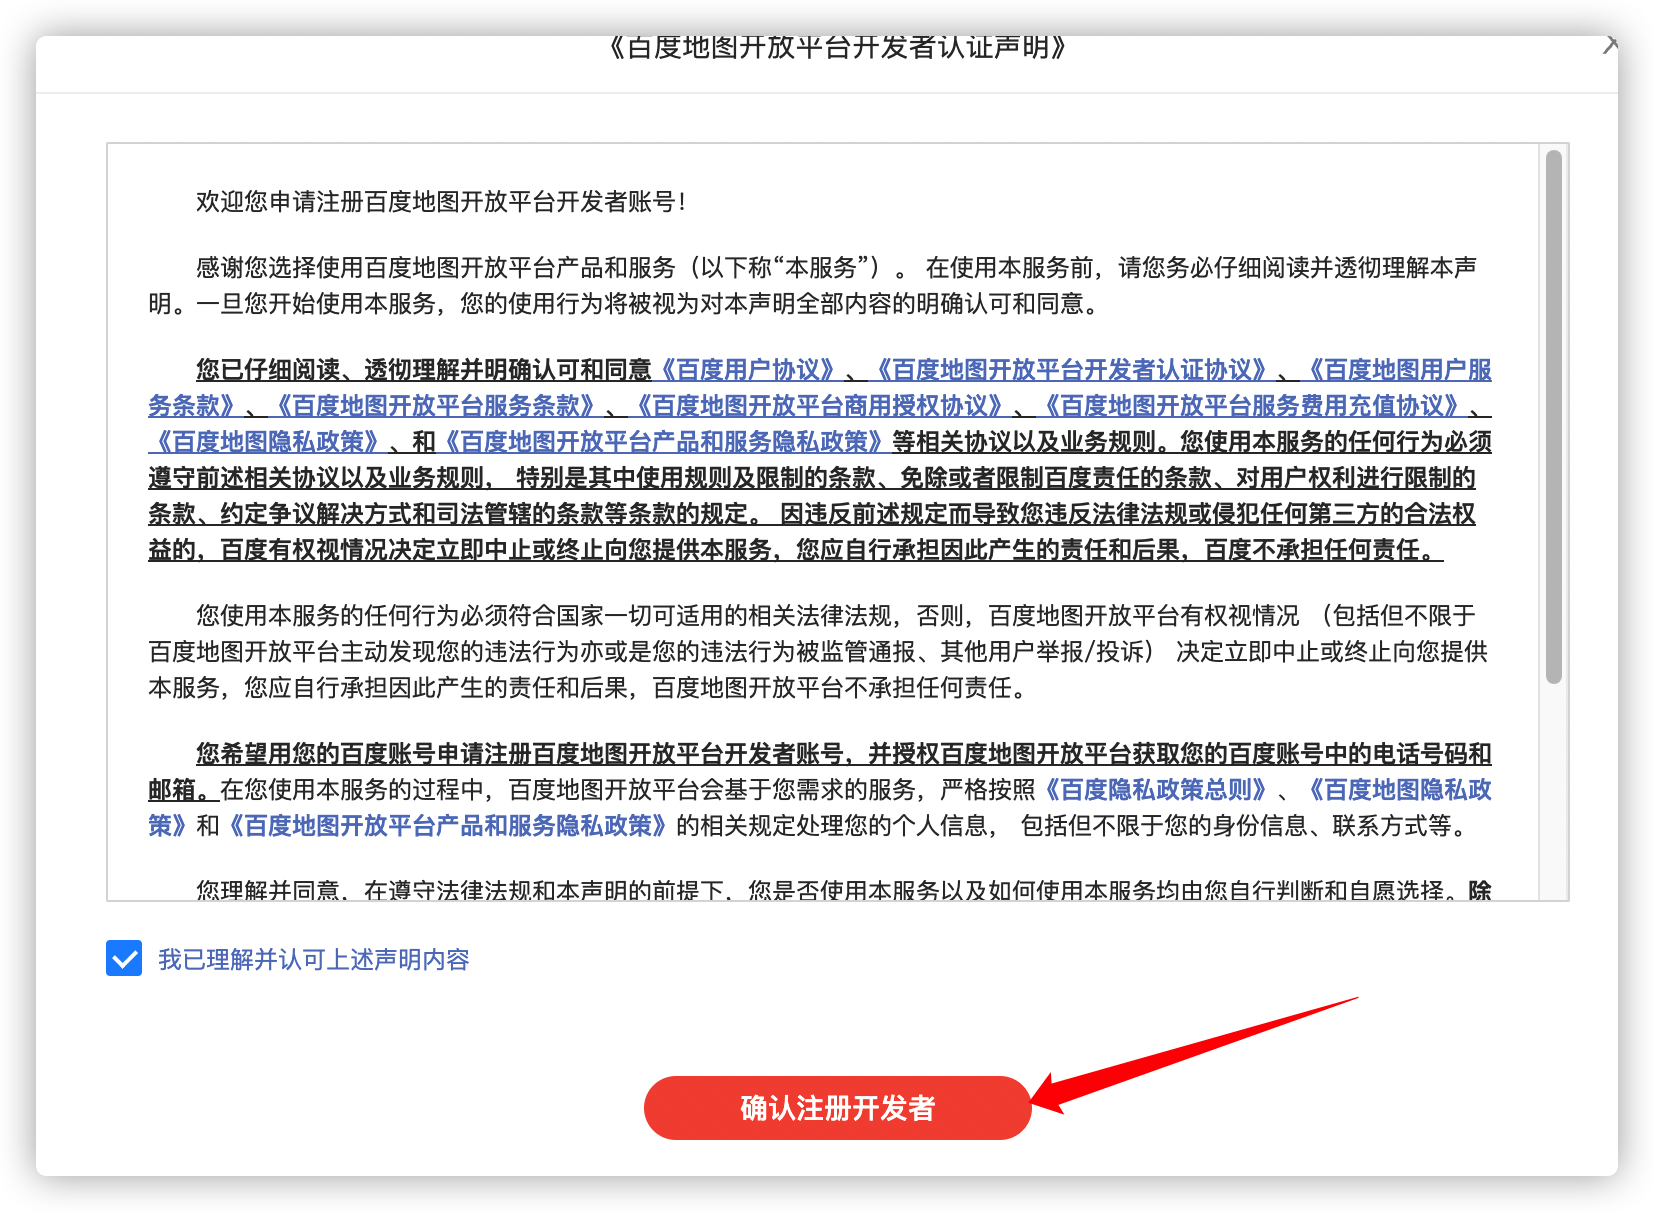 《百度地图开放平台开发者认证声明》
欢迎您申请注册百度地图开放平台开发者账号！
感谢您选择使用百度地图开放平台产品和服务（以下称“本服务”）。 在使用本服务前，请您务必仔细阅读并透彻理解本声
明。一旦您开始使用本服务，您的使用行为将被视为对本声明全部内容的明确认可和同意。
您已仔细阅读、透彻理解并明确认可和同意《百度用户协议》、《百度地图开放平台开发者认证协议》、《百度地图用户服
务条款》、《百度地图开放平台服务条款》、《百度地图开放平台商用授权协议》、《百度地图开放平台服务费用充值协议》、
《百度地图隐私政策》、和《百度地图开放平台产品和服务隐私政策》等相关协议以及业务规则。您使用本服务的任何行为必须
遵守前述相关协议以及业务规则， 特别是其中使用规则及限制的条款、免除或者限制百度责任的条款、对用户权利进行限制的
条款、约定争议解决方式和司法管辖的条款等条款的规定。 因违反前述规定而导致您违反法律法规或侵犯任何第三方的合法权
益的，百度有权视情况决定立即中止或终止向您提供本服务，您应自行承担因此产生的责任和后果，百度不承担任何责任。
您使用本服务的任何行为必须符合国家一切可适用的相关法律法规，否则，百度地图开放平台有权视情况 （包括但不限于
百度地图开放平台主动发现您的违法行为亦或是您的违法行为被监管通报、其他用户举报/投诉） 决定立即中止或终止向您提供
本服务，您应自行承担因此产生的责任和后果，百度地图开放平台不承担任何责任。
您希望用您的百度账号申请注册百度地图开放平台开发者账号，并授权百度地图开放平台获取您的百度账号中的电话号码和
邮箱。在您使用本服务的过程中，百度地图开放平台会基于您需求的服务，严格按照《百度隐私政策总则》、《百度地图隐私政
策》和《百度地图开放平台产品和服务隐私政策》的相关规定处理您的个人信息， 包括但不限于您的身份信息、联系方式等。
您理解并同意，在遵守法律法规和本声明的前提下，您是否使用本服务以及如何使用本服务均由您自行判断和自愿选择。除
我已理解并认可上述声明内容
确认注册开发者